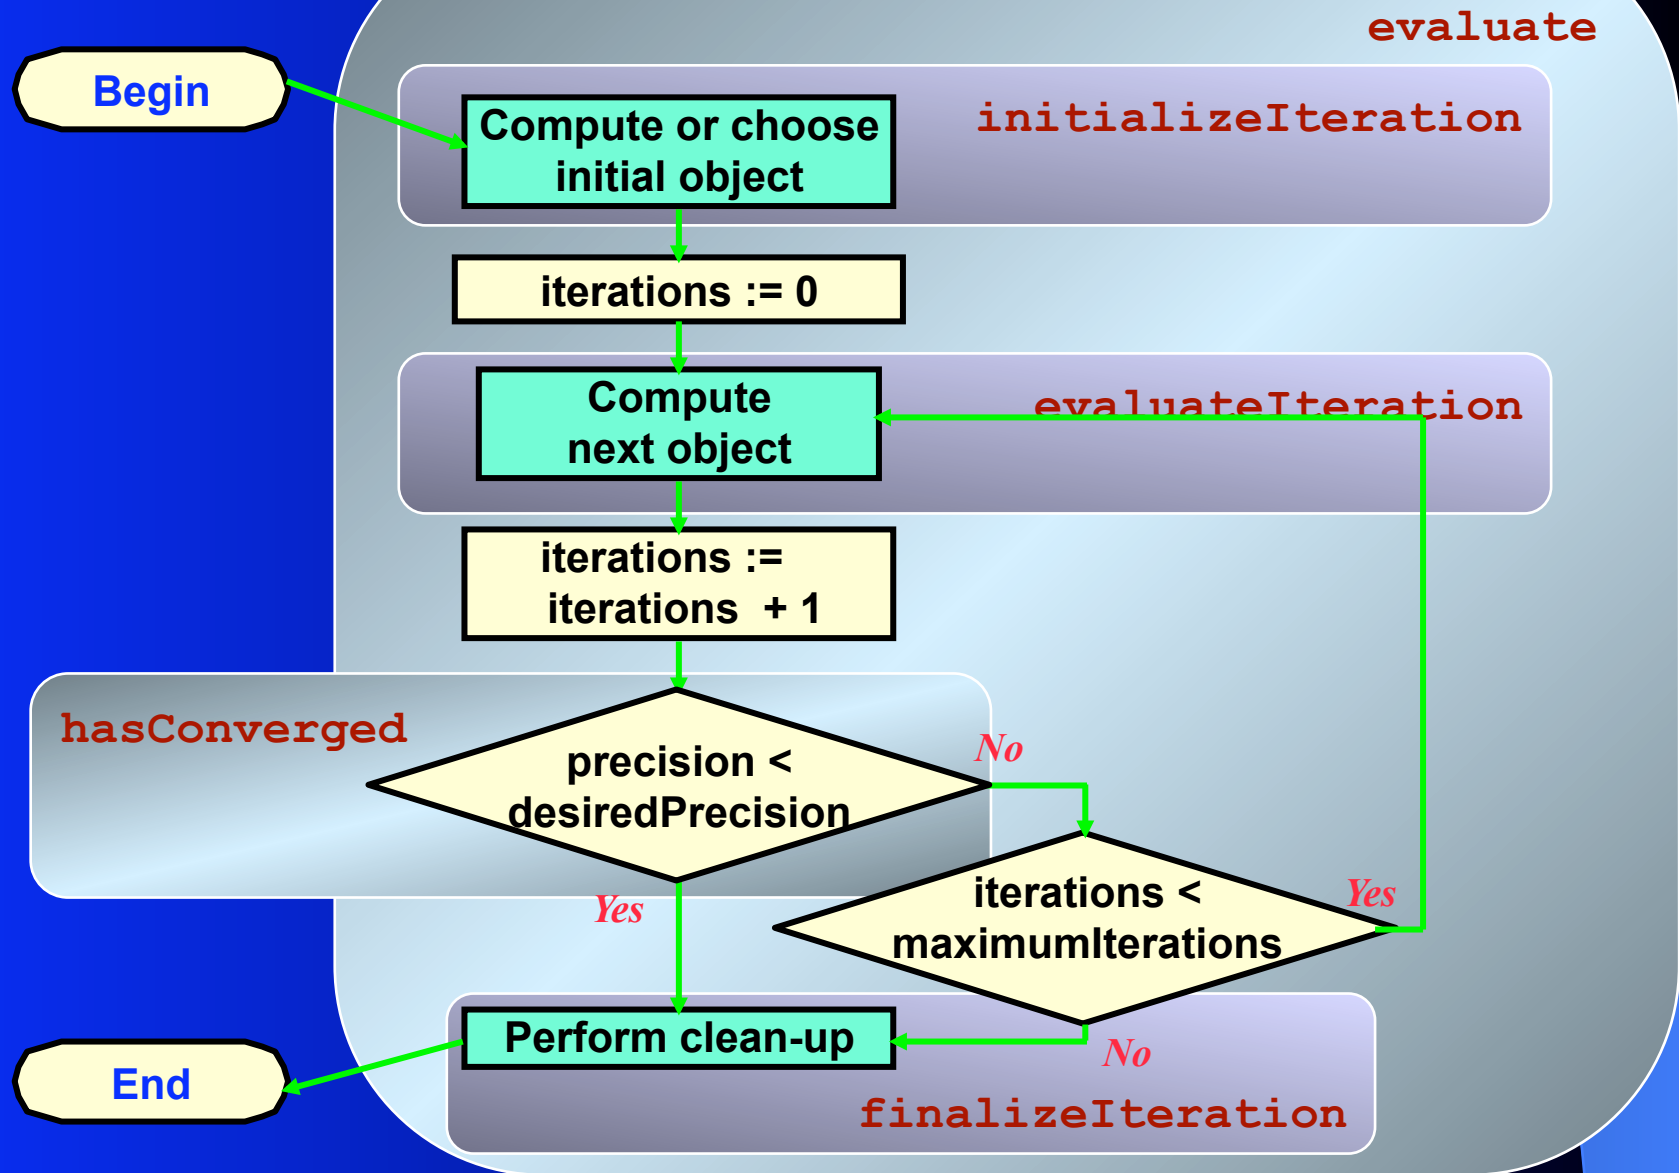 evaluate
Begin
Compute or choose
initial object
initializeIteration
iterations := 0
Compute
next object
evaluateIteration
iterations :=
iterations + 1
hasConverged
precision <
desiredPrecision
No
Yes
iterations <
maximumIterations
Yes
No
Perform clean-up
End
finalizeIteration